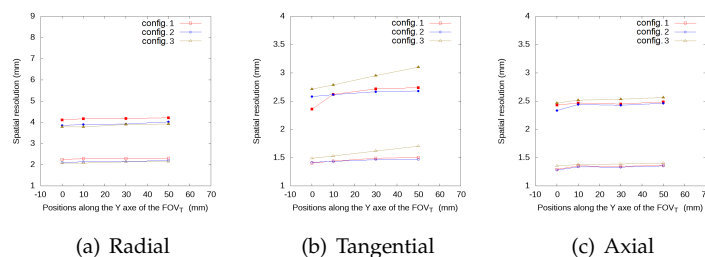 config. 1
config. 2
config. 3
Spatial resolution (mm)
9
8
7
6
5
4
3
2
1
-10 0 10 20 30 40 50 60 70
Positions along the Y axe of the FOVT (mm)
(a) Radial
config. 1
config. 2
config. 3
Spatial resolution (mm)
4
3.5
3
2.5
2
1.5
1
-10 0 10 20 30 40 50 60 70
Positions along the Y axe of the FOVT (mm)
(b) Tangential
config. 1
config. 2
config. 3
Spatial resolution (mm)
4
3.5
3
2.5
2
1.5
1
-10 0 10 20 30 40 50 60 70
Positions along the Y axe of the FOVT (mm)
(c) Axial